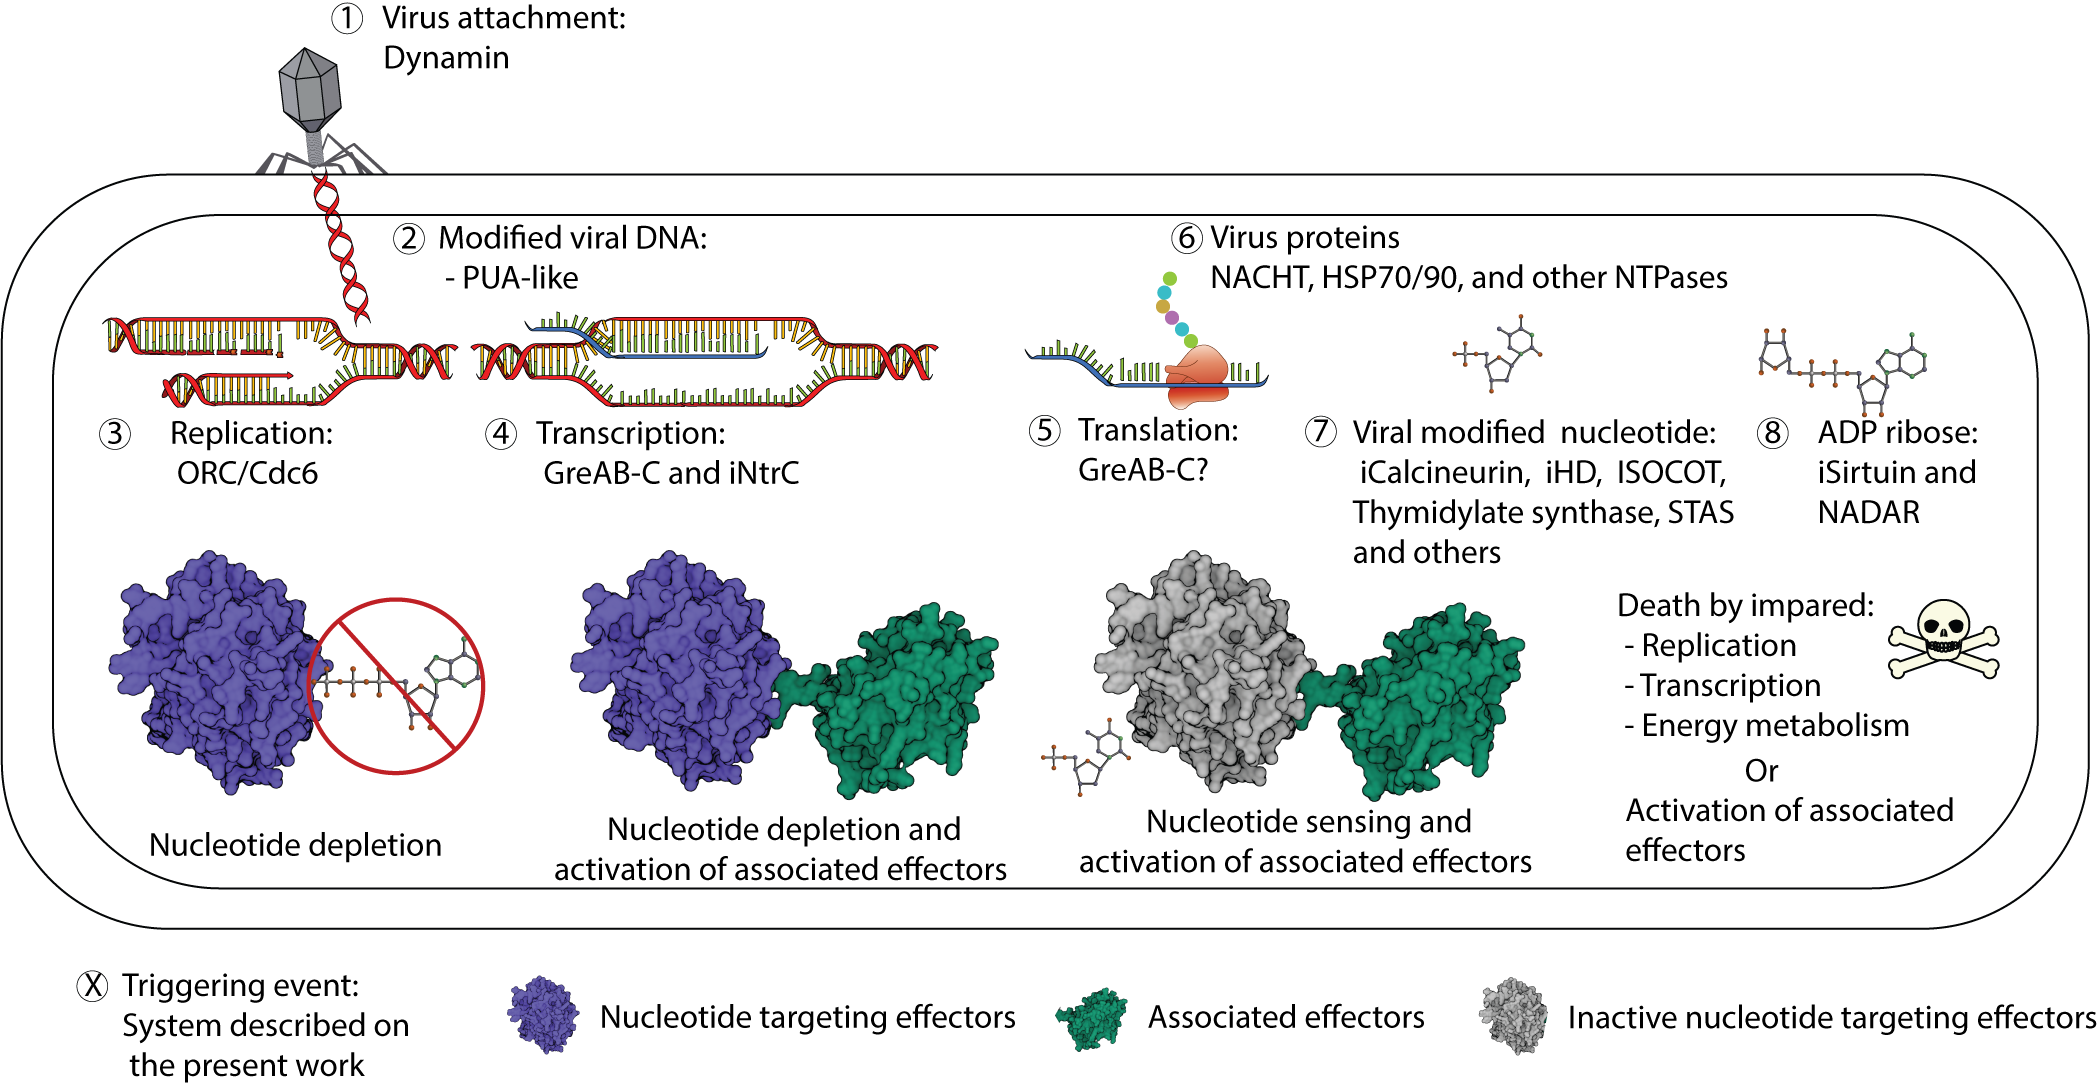 ① Virus attachment:
Dynamin
② Modified viral DNA:
- PUA-like
③ Replication:
ORC/Cdc6
④ Transcription:
GreAB-C and iNtrC
⑤ Translation:
GreAB-C?
⑥ Virus proteins
NACHT, HSP70/90, and other NTPases
⑦ Viral modified nucleotide:
iCalcineurin, iHD, ISOCOT,
Thymidylate synthase, STAS
and others
⑧ ADP ribose:
iSirtuin and
NADAR
Nucleotide depletion
Nucleotide depletion and
activation of associated effectors
Nucleotide sensing and
activation of associated effectors
Death by impared:
- Replication
- Transcription
- Energy metabolism
Or
Activation of associated
effectors
Ⓧ Triggering event:
System described on
the present work
Nucleotide targeting effectors
Associated effectors
Inactive nucleotide targeting effectors